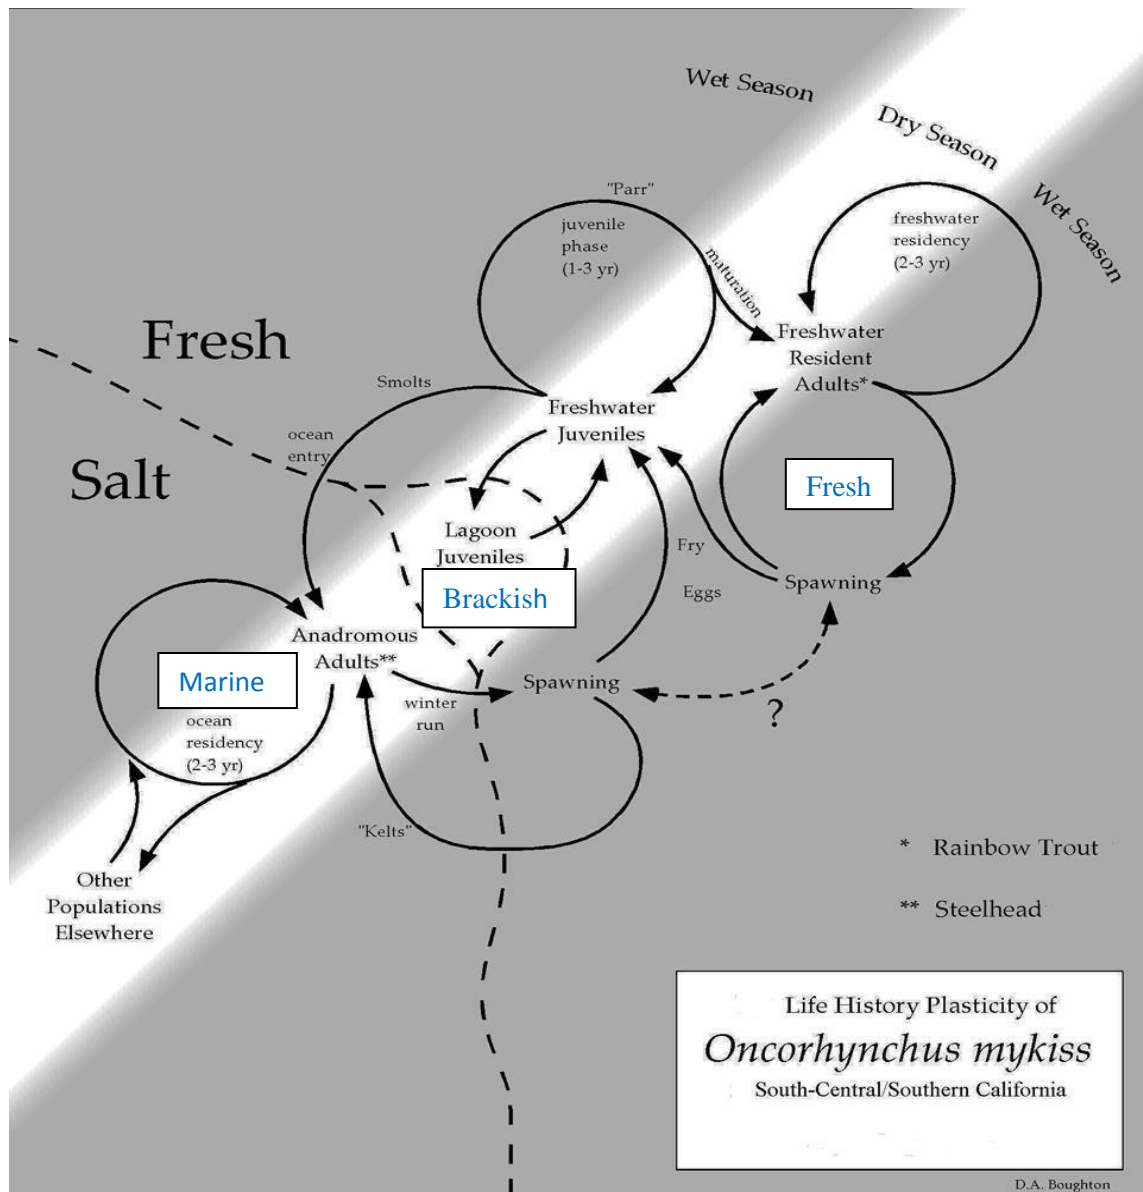 Wet Season
Dry Season
Wet Season
"Parr"
juvenile
phase
(1-3 yr)
maturation
freshwater
residency
(2-3 yr)
Fresh
Salt
Smolts
ocean
entry
Freshwater
Juveniles
Freshwater
Resident
Adults*
Fresh
Lagoon
Juveniles
Brackish
Fry
Eggs
Spawning
Anadromous
Adults**
Marine
ocean
residency
(2-3 yr)
winter
run
Spawning
?
"Kelts"
Other
Populations
Elsewhere
* Rainbow Trout
** Steelhead
Life History Plasticity of
Oncorhynchus mykiss
South-Central/Southern California
D.A. Boughton